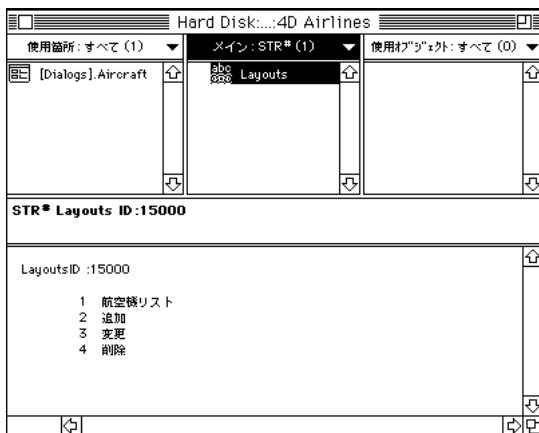 Hard Disk:...:4D Airlines
使用箇所:すべて(1)
メイン:STR#(1)
使用ｵﾌﾞｼﾞｪｸﾄ:すべて(0)
[Dialogs].Aircraft
abc
Layouts
STR# Layouts ID:15000
LayoutsID :15000
1 航空機リスト
2 追加
3 変更
4 削除